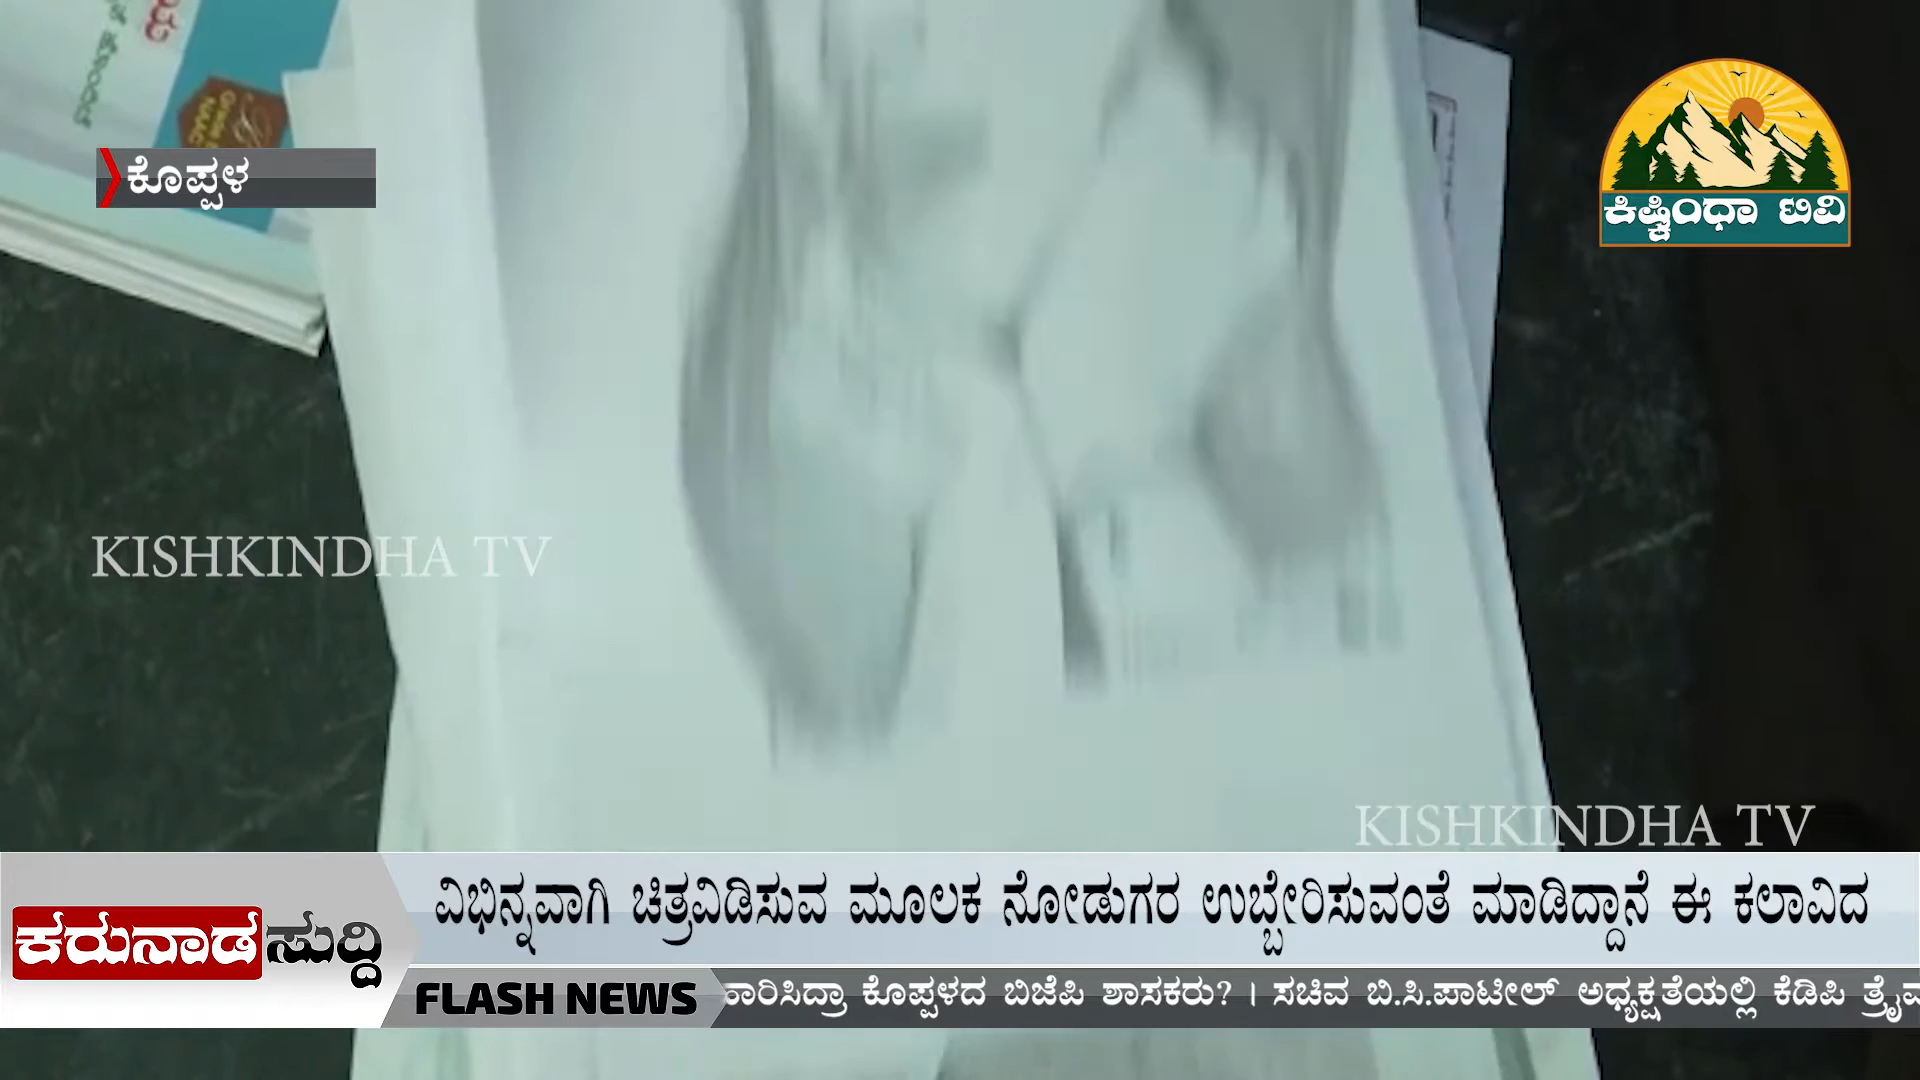 ಕೊಪ್ಪಳ
ಕಿಷ್ಕಿಂಧಾ ಟಿವಿ
KISHKINDHA TV
KISHKINDHA TV
ವಿಭಿನ್ನವಾಗಿ ಚಿತ್ರವಿಡಿಸುವ ಮೂಲಕ ನೋಡುಗರ ಉಬ್ಬೇರಿಸುವಂತೆ ಮಾಡಿದ್ದಾನೆ ಈ ಕಲಾವಿದ
ಕರುನಾಡ ಸುದ್ದಿ
FLASH NEWS ಹಾರಿಸಿದ್ರಾ ಕೊಪ್ಪಳದ ಬಿಜೆಪಿ ಶಾಸಕರು? । ಸಚಿವ ಬಿ.ಸಿ.ಪಾಟೀಲ್ ಅಧ್ಯಕ್ಷತೆಯಲ್ಲಿ ಕೆಡಿಪಿ